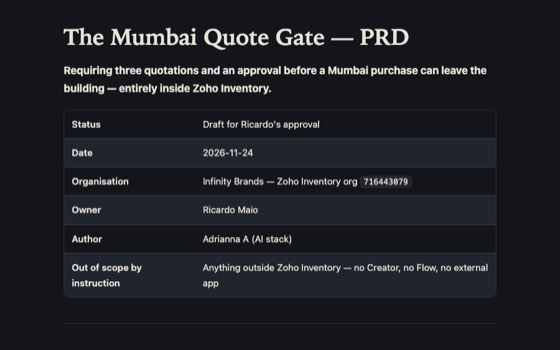 The Mumbai Quote Gate — PRD
Requiring three quotations and an approval before a Mumbai purchase can leave the
building — entirely inside Zoho Inventory.
Status Draft for Ricardo's approval
Date 2026-11-24
Organisation Infinity Brands — Zoho Inventory org 716443079
Owner Ricardo Maio
Author Adrianna A (AI stack)
Out of scope by Anything outside Zoho Inventory — no Creator, no Flow, no external
instruction app